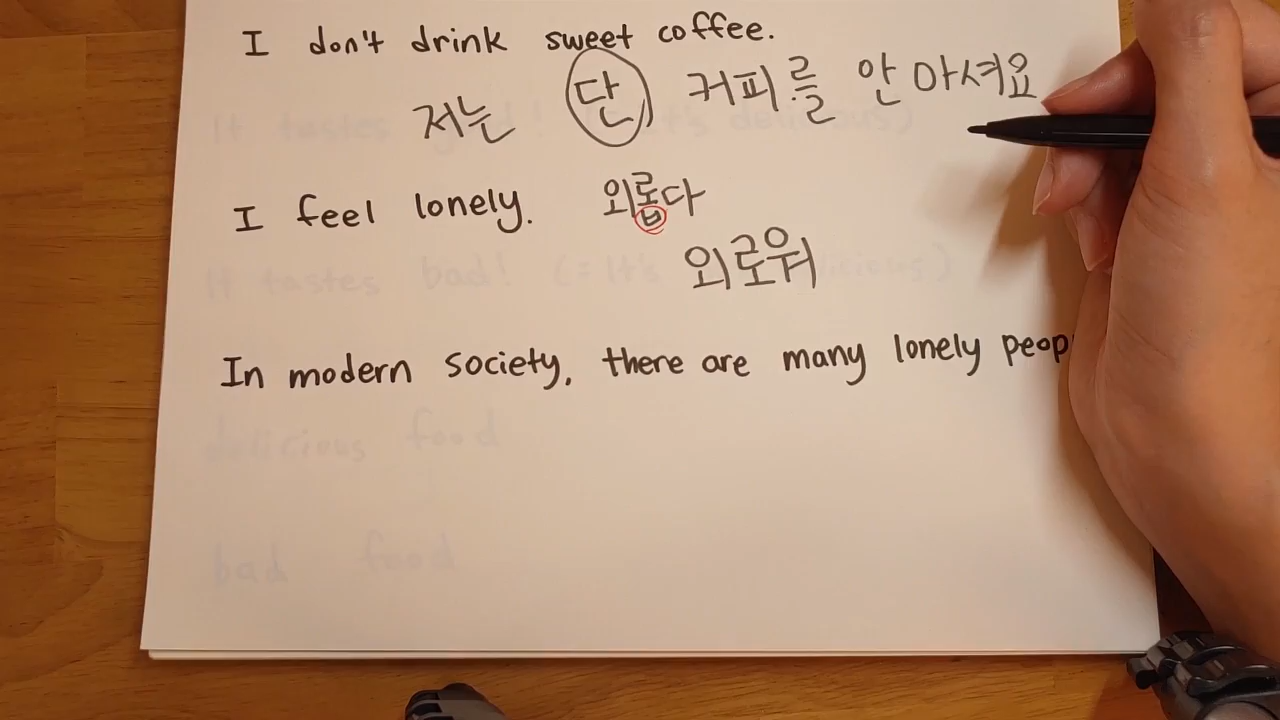 I don't drink sweet coffee.
저는 단 커피를 안 마셔요
I feel lonely. 외롭다
외로워
In modern society, there are many lonely peop